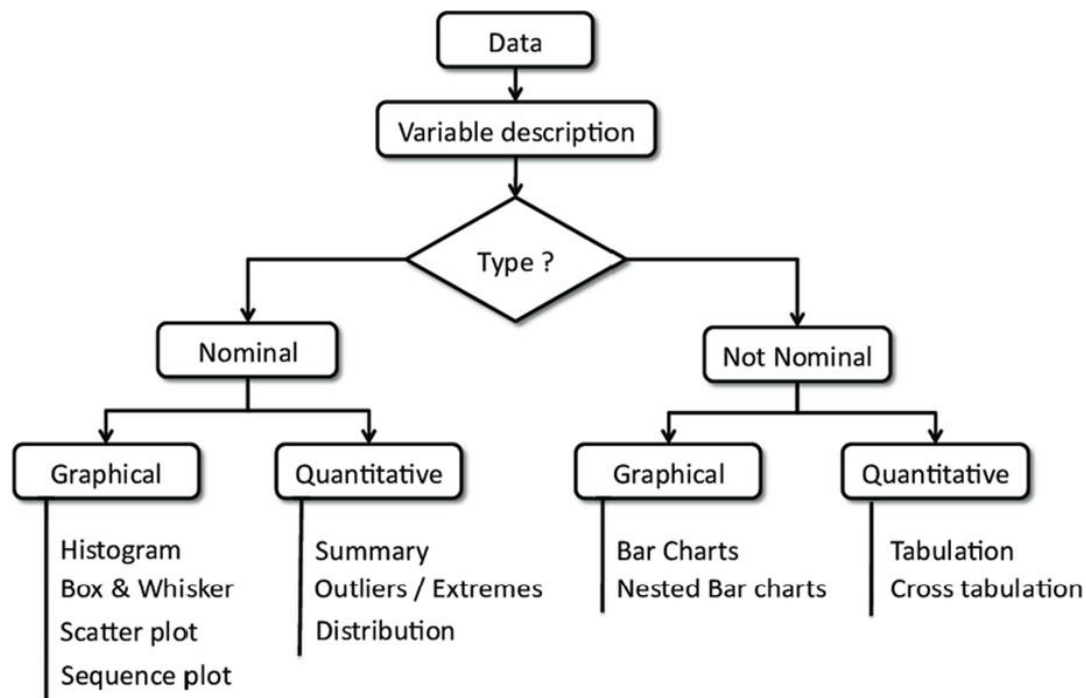 Data
Variable description
Type ?
Nominal
Not Nominal
Graphical
Quantitative
Graphical
Quantitative
Histogram
Box & Whisker
Scatter plot
Sequence plot
Summary
Outliers / Extremes
Distribution
Bar Charts
Nested Bar charts
Tabulation
Cross tabulation